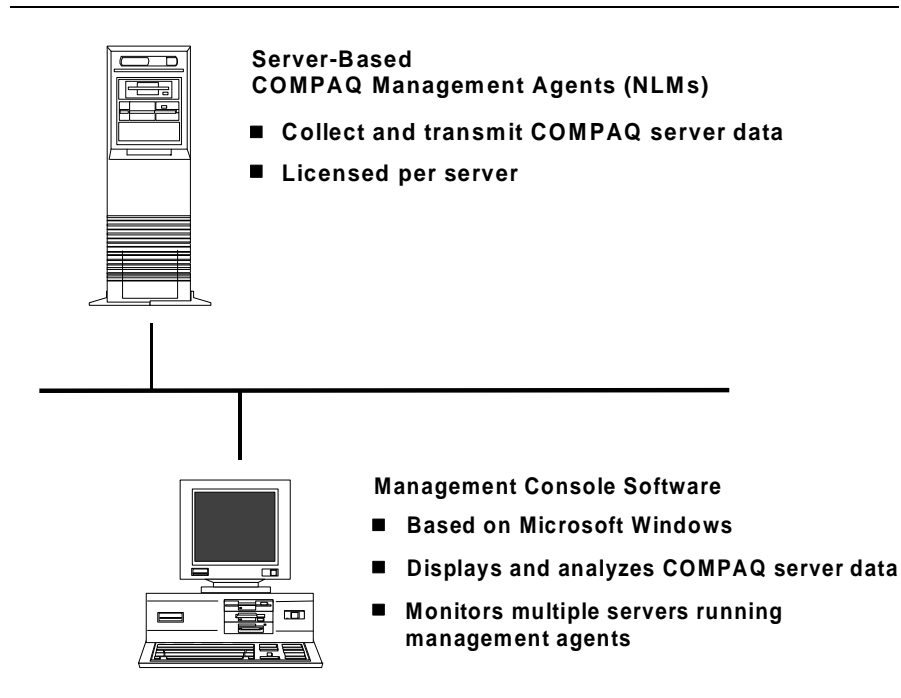 Server-Based
COMPAQ Management Agents (NLMs)
■ Collect and transmit COMPAQ server data
■ Licensed per server
Management Console Software
■ Based on Microsoft Windows
■ Displays and analyzes COMPAQ server data
■ Monitors multiple servers running
management agents